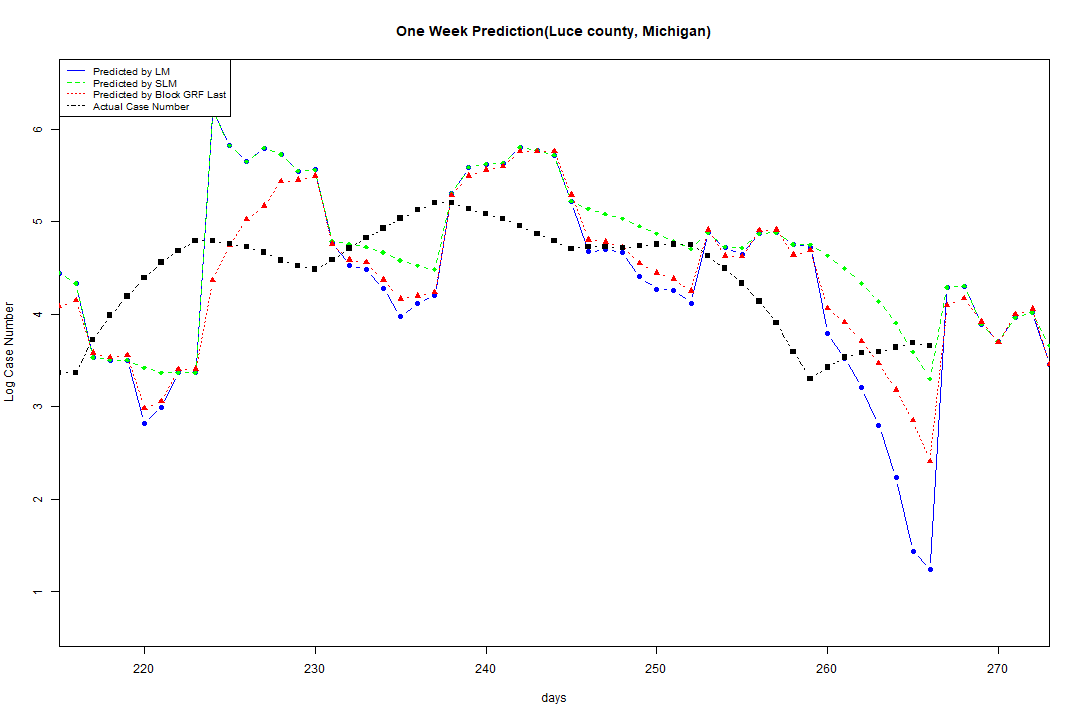 One Week Prediction(Luce county, Michigan)
Predicted by LM
Predicted by SLM
Predicted by Block GRF Last
Actual Case Number
6
5
4
3
2
1
Log Case Number
220 230 240 250 260 270
days